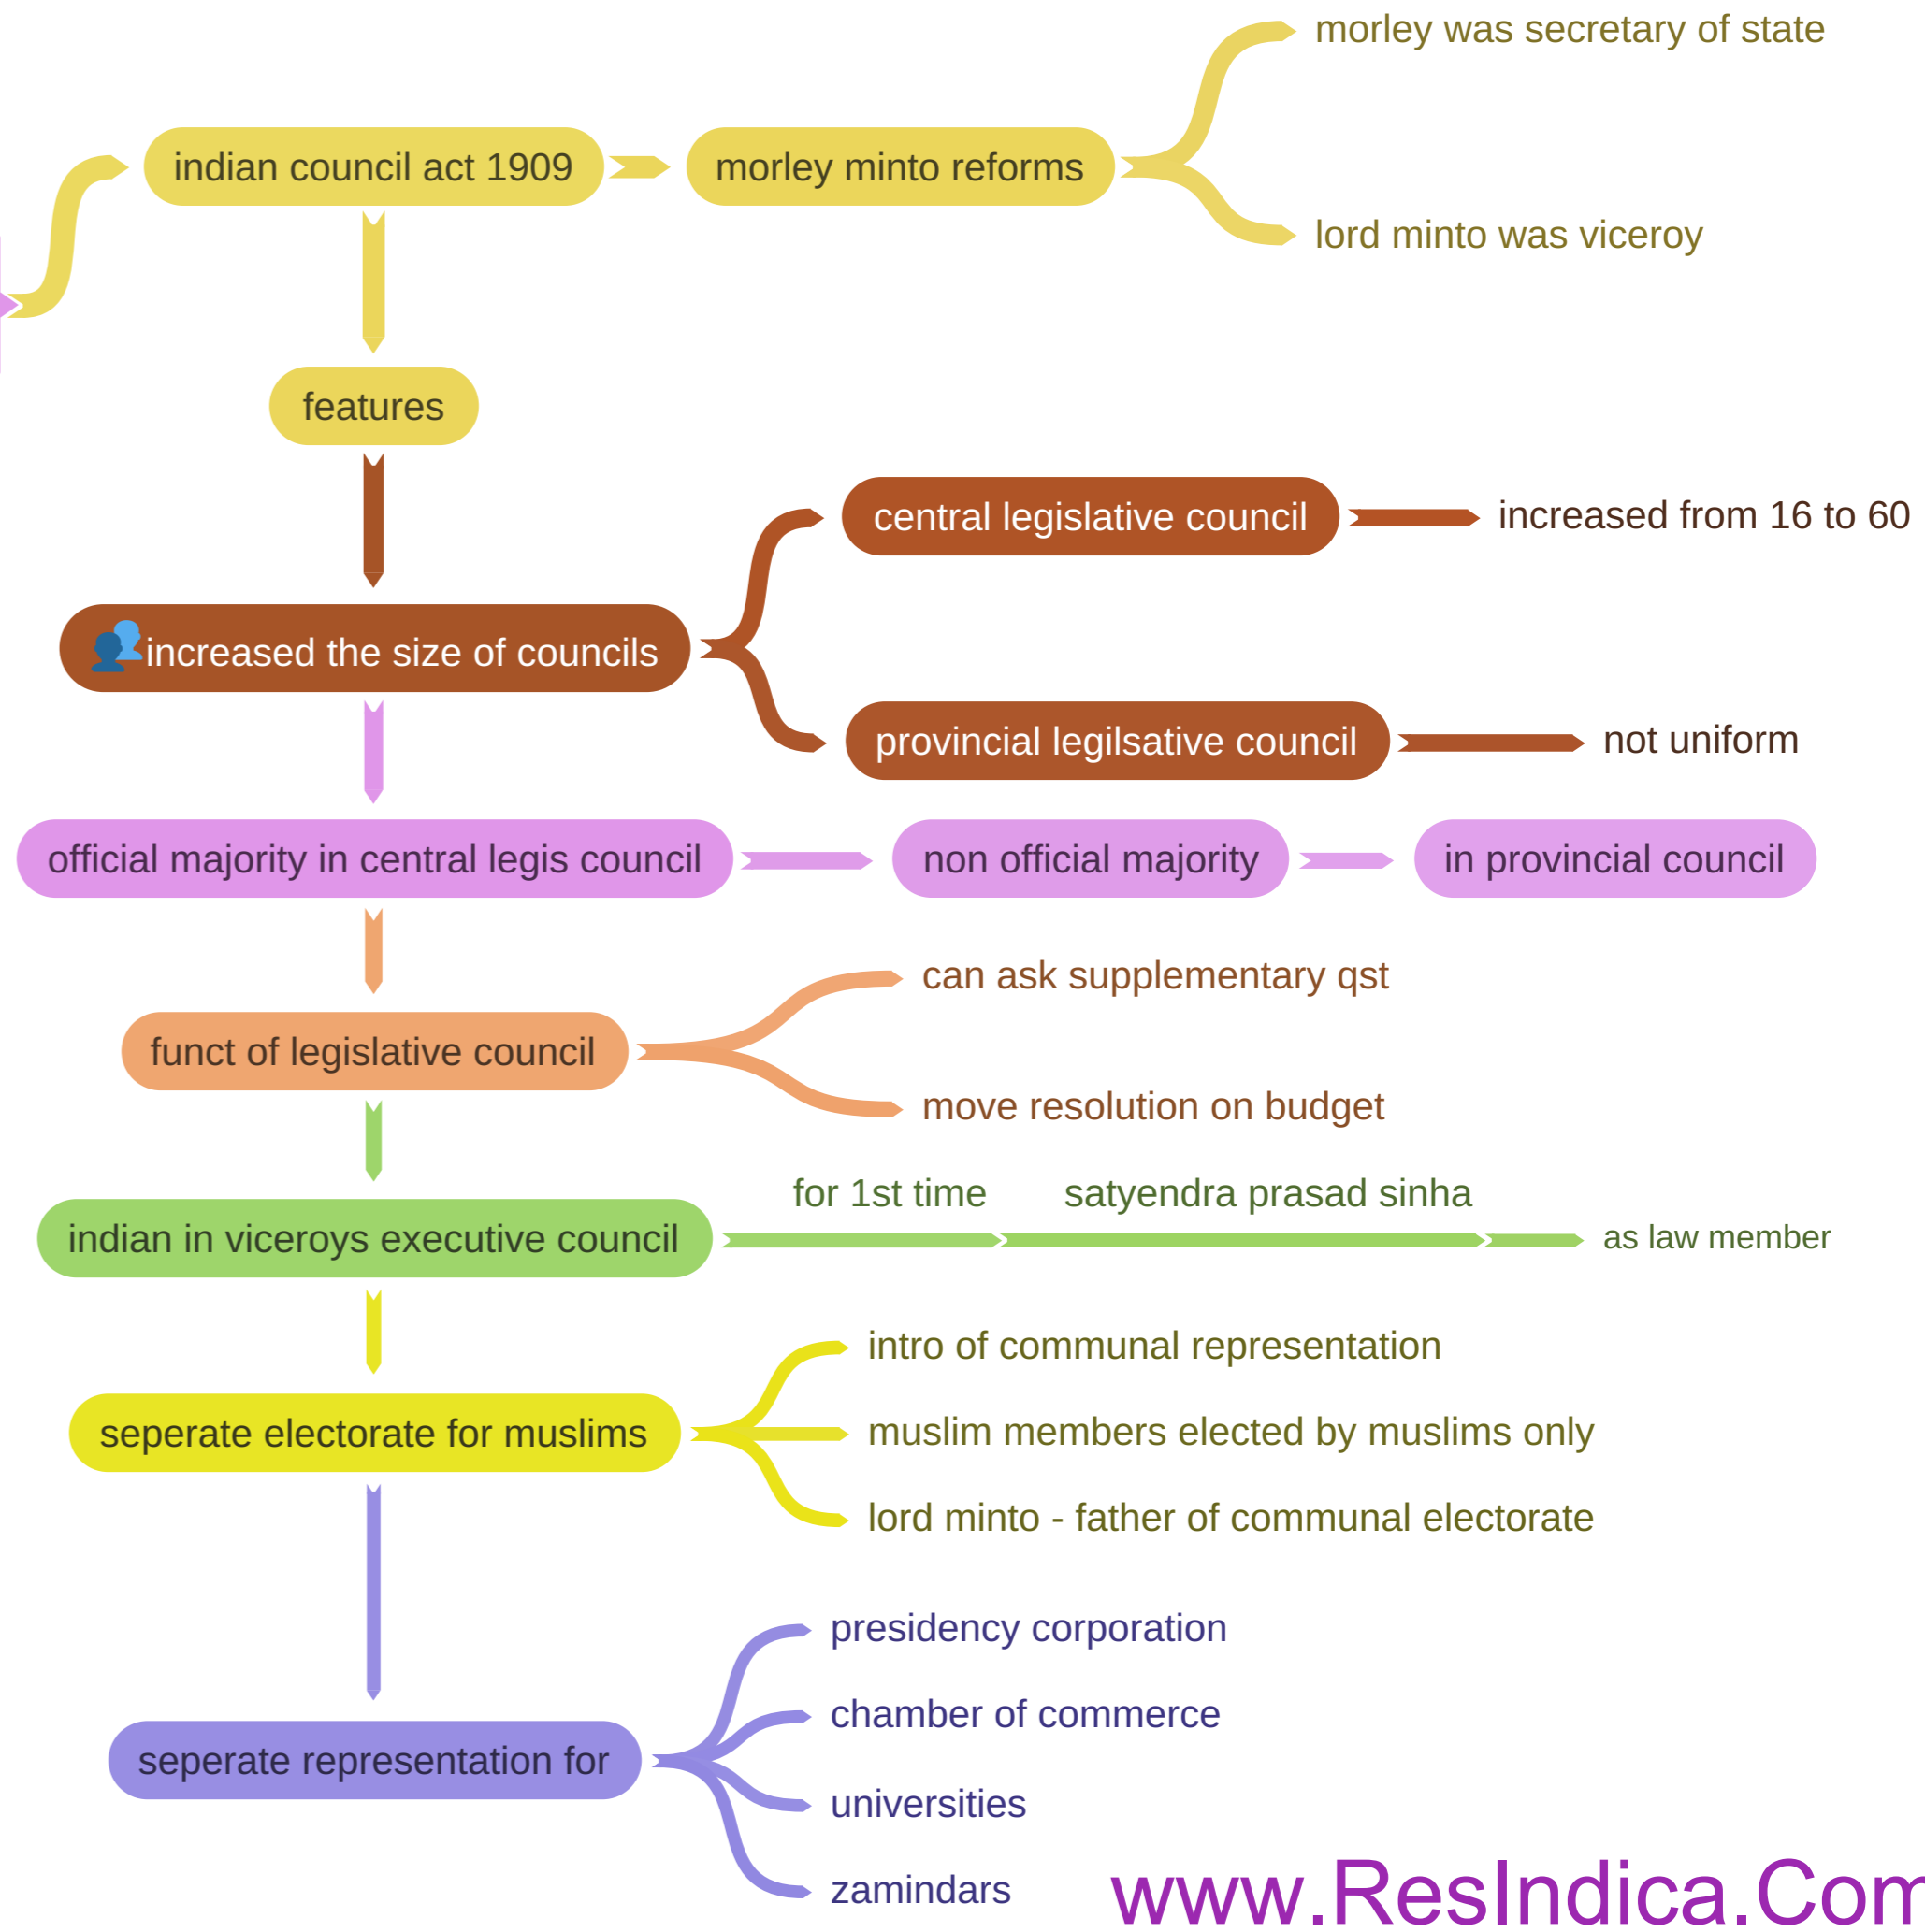 morley was secretary of state
indian council act 1909
morley minto reforms
lord minto was viceroy
features
central legislative council
increased from 16 to 60
increased the size of councils
provincial legilsative council
not uniform
official majority in central legis council
non official majority
in provincial council
can ask supplementary qst
funct of legislative council
move resolution on budget
for 1st time
satyendra prasad sinha
indian in viceroys executive council
as law member
intro of communal representation
seperate electorate for muslims
muslim members elected by muslims only
lord minto - father of communal electorate
presidency corporation
chamber of commerce
seperate representation for
universities
zamindars
www.ResIndica.Com